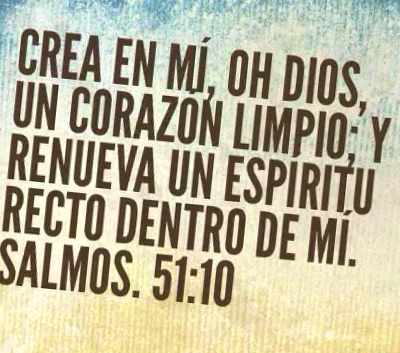 CREA EN MÍ, OH DIOS,
UN CORAZÓN LIMPIO; Y
RENUEVA UN ESPÍRITU
RECTO DENTRO DE MÍ.
SALMOS. 51:10